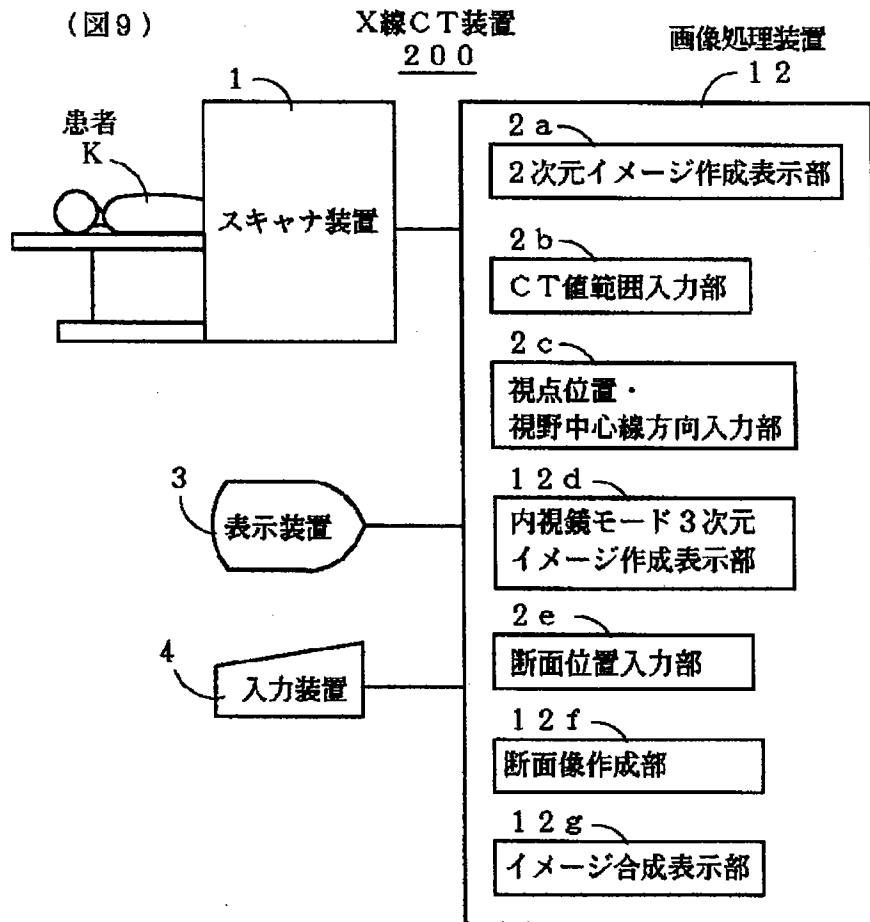 (図9)
X線CT装置
200
画像処理装置
12
1
患者
K
スキャナ装置
2a
2次元イメージ作成表示部
2b
CT値範囲入力部
2c
視点位置・
視野中心線方向入力部
3
表示装置
12d
内視鏡モード3次元
イメージ作成表示部
4
入力装置
2e
断面位置入力部
12f
断面像作成部
12g
イメージ合成表示部